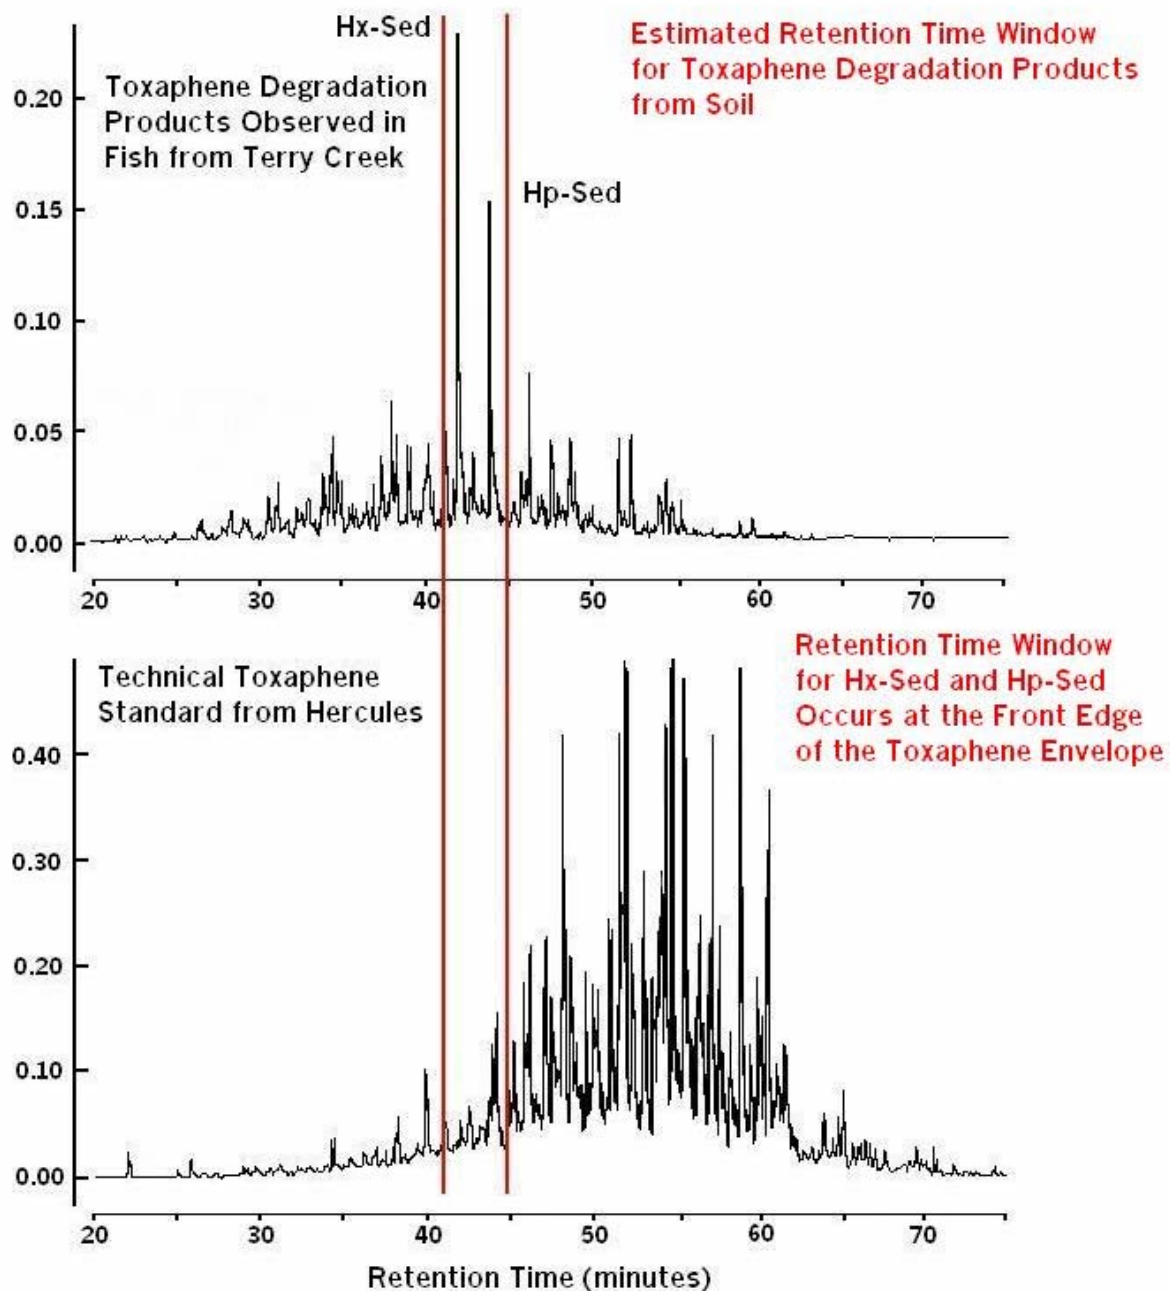 Hx-Sed
Estimated Retention Time Window
for Toxaphene Degradation Products
from Soil
Toxaphene Degradation
Products Observed in
Fish from Terry Creek
Hp-Sed
0.20
0.15
0.10
0.05
0.00
20 30 40 50 60 70
Technical Toxaphene
Standard from Hercules
Retention Time Window
for Hx-Sed and Hp-Sed
Occurs at the Front Edge
of the Toxaphene Envelope
0.40
0.30
0.20
0.10
0.00
20 30 40 50 60 70
Retention Time (minutes)